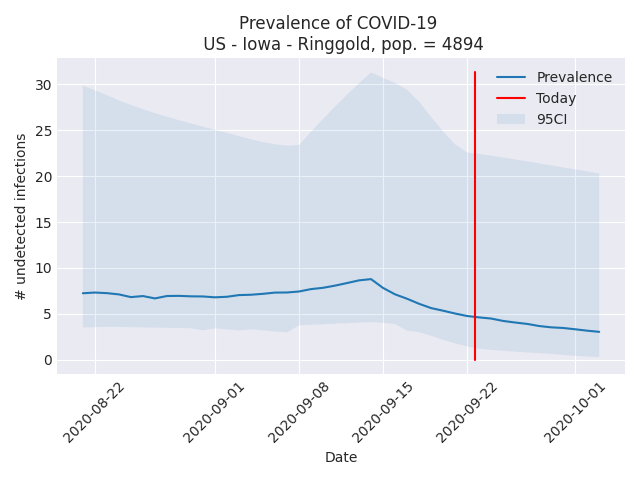 Prevalence of COVID-19
US - Iowa - Ringgold, pop. = 4894
# undetected infections
30
25
20
15
10
5
0
Prevalence
Today
95CI
2020-08-22
2020-09-01
2020-09-08
2020-09-15
2020-09-22
2020-10-01
Date